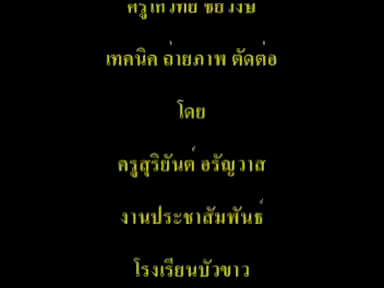 เทคนิค ถ่ายภาพ ตัดต่อ
โดย
ครูสุริยันต์ อรัญวาส
งานประชาสัมพันธ์
โรงเรียนบัวขาว